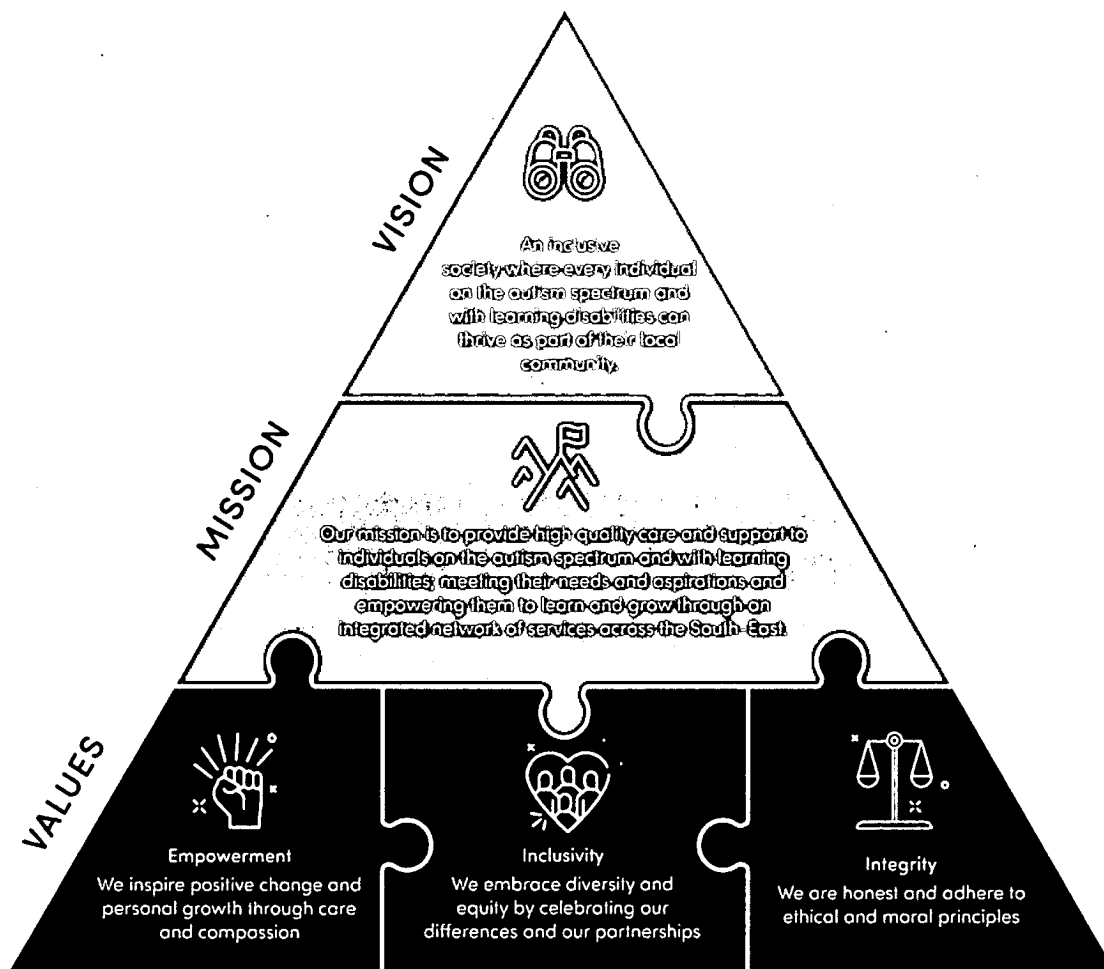 VISION
An inclusive
society where every individual
on the autism spectrum and
with learning disabilities can
thrive as part of their local
community.
MISSION
Our mission is to provide high quality care and support to
individuals on the autism spectrum and with learning
disabilities; meeting their needs and aspirations and
empowering them to learn and grow through an
integrated network of services across the South-East.
VALUES
Empowerment
We inspire positive change and
personal growth through care
and compassion
Inclusivity
We embrace diversity and
equity by celebrating our
differences and our partnerships
Integrity
We are honest and adhere to
ethical and moral principles